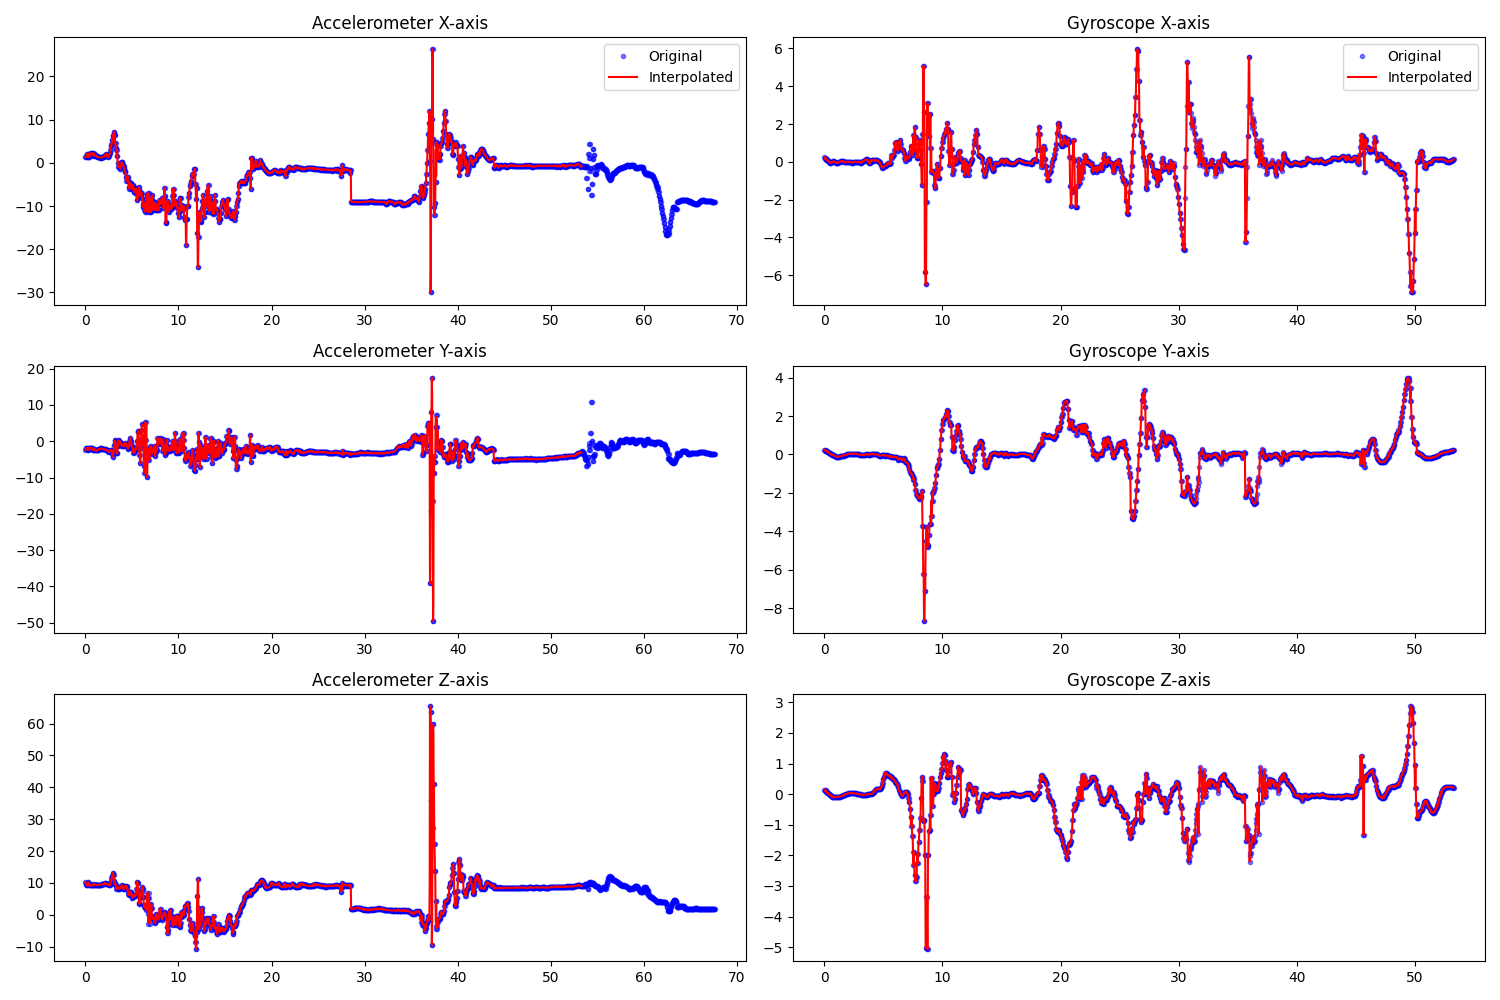 Accelerometer X-axis
Original
Interpolated
20
10
0
−10
−20
−30
0 10 20 30 40 50 60 70
Gyroscope X-axis
Original
Interpolated
6
4
2
0
−2
−4
−6
0 10 20 30 40 50
Accelerometer Y-axis
20
10
0
−10
−20
−30
−40
−50
0 10 20 30 40 50 60 70
Gyroscope Y-axis
4
2
0
−2
−4
−6
−8
0 10 20 30 40 50
Accelerometer Z-axis
60
50
40
30
20
10
0
−10
0 10 20 30 40 50 60 70
Gyroscope Z-axis
3
2
1
0
−1
−2
−3
−4
−5
0 10 20 30 40 50